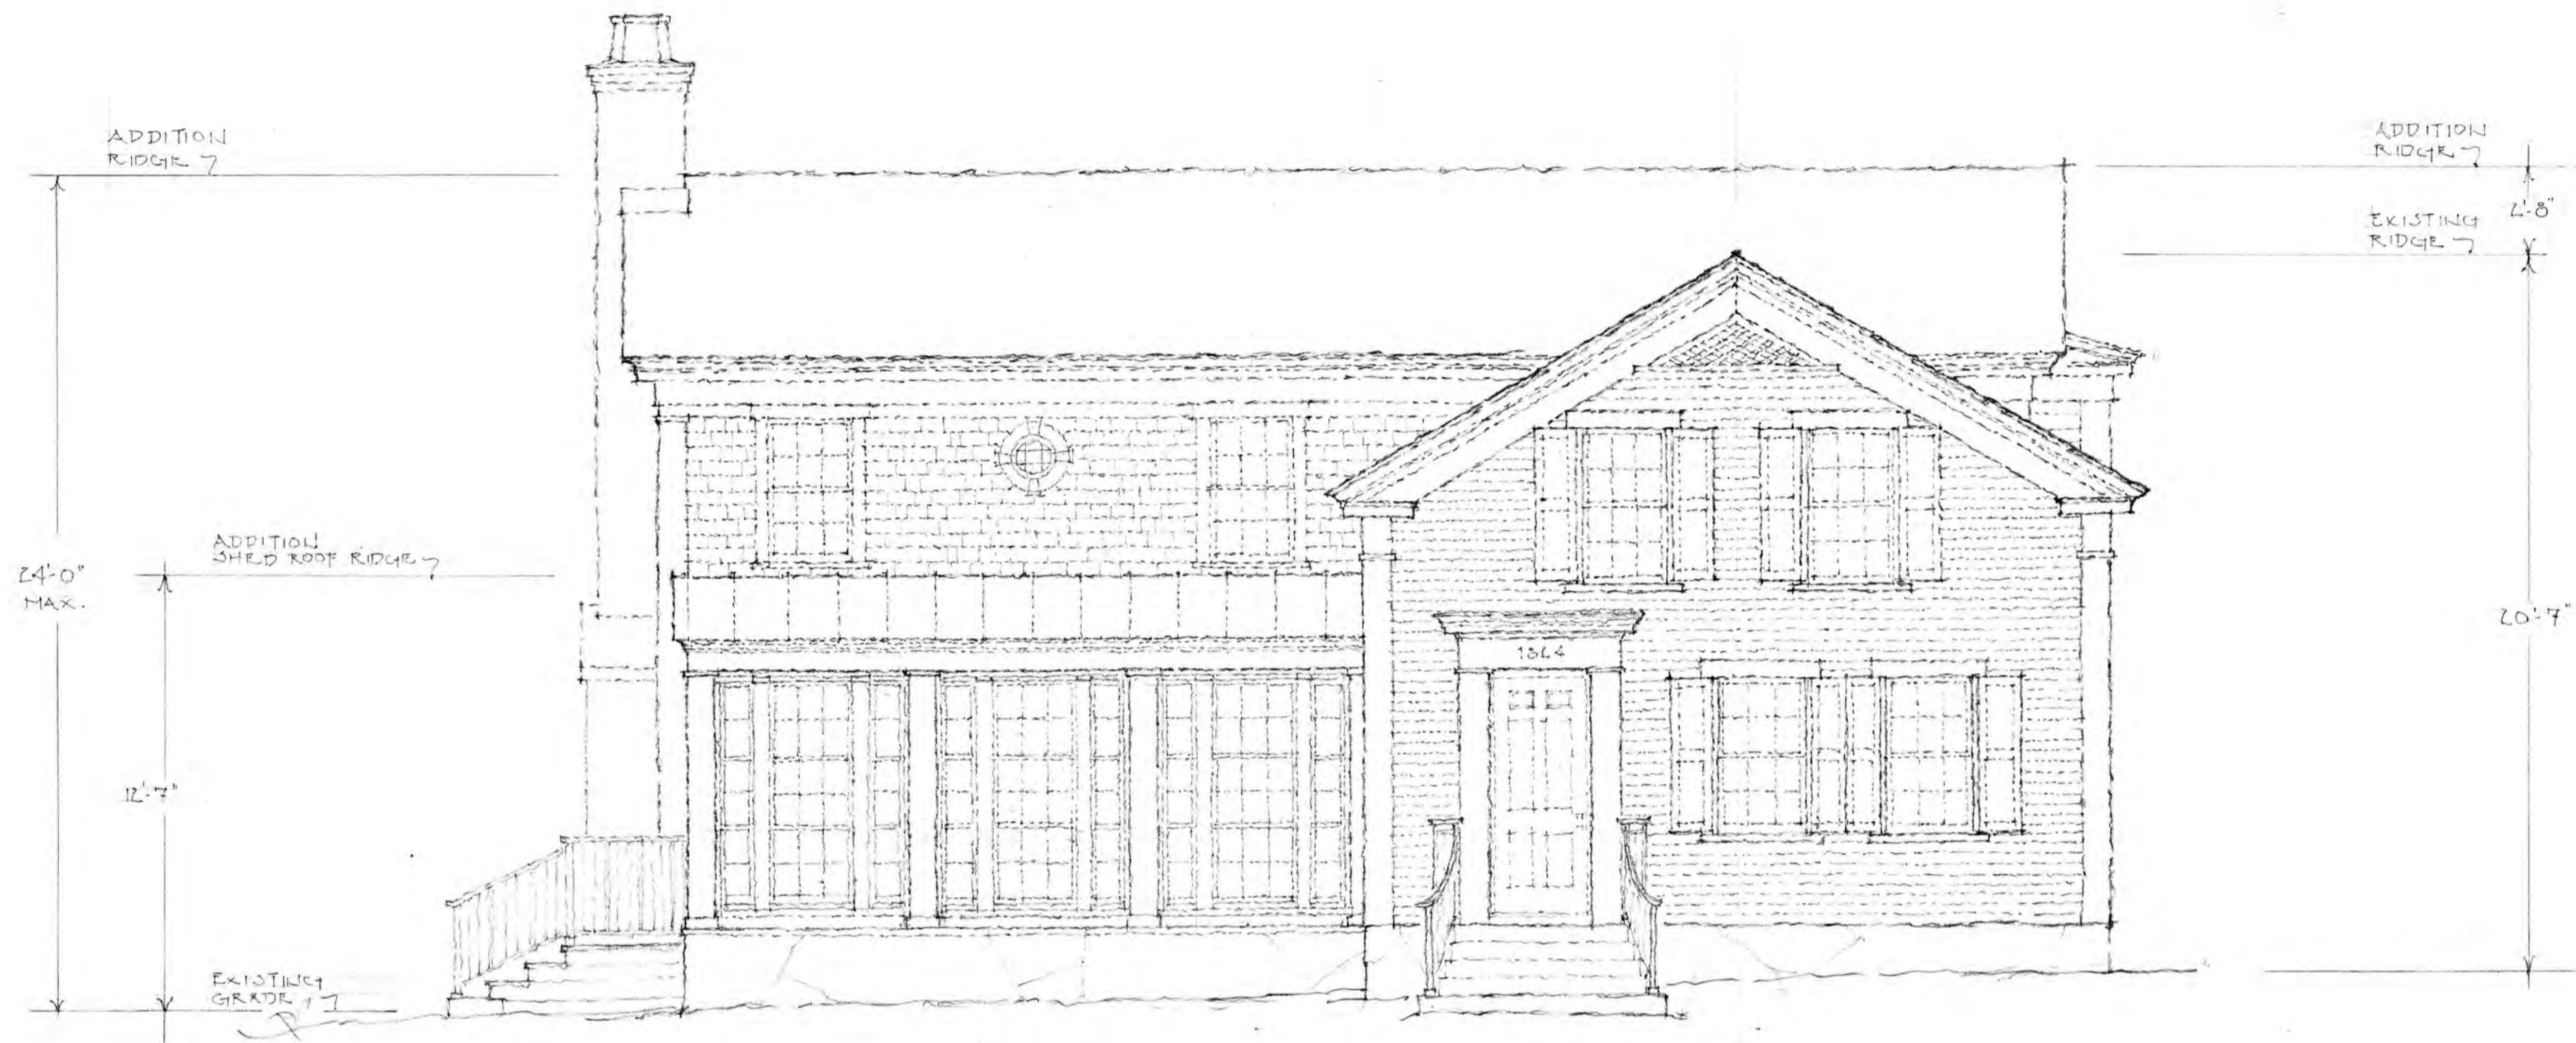 ADDITION
RIDGE
ADDITION
RIDGE
2'-8"
EXISTING
RIDGE
ADDITION
SHED ROOF RIDGE
24'-0"
MAX.
20'-7"
1864
12'-7"
EXISTING
GRADE